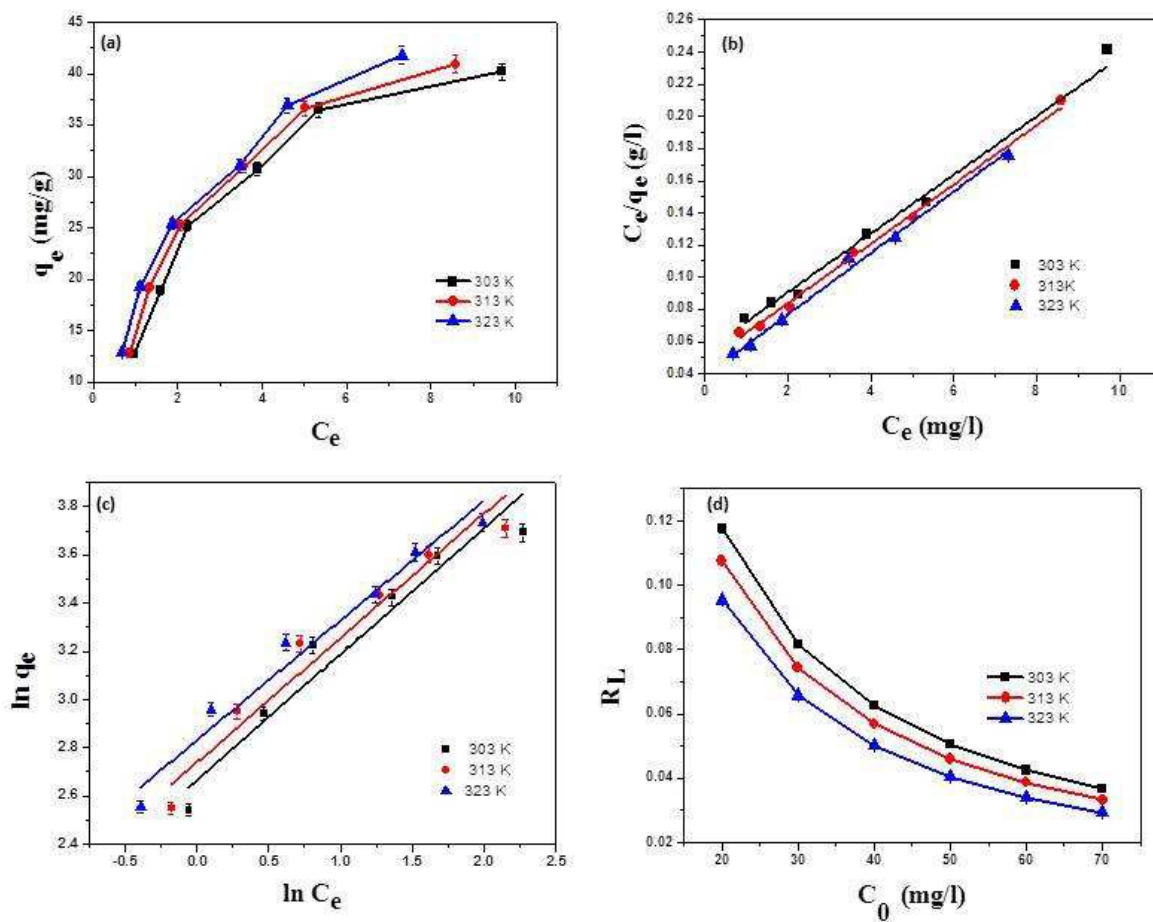 (a)
45
40
35
30
25
20
15
10
qe (mg/g)
303 K
313 K
323 K
0 2 4 6 8 10
Ce
(b)
0.26
0.24
0.22
0.20
0.18
0.16
0.14
0.12
0.10
0.08
0.06
0.04
Ce/qe (g/l)
303 K
313K
323 K
0 2 4 6 8 10
Ce (mg/l)
(c)
3.8
3.6
3.4
3.2
3.0
2.8
2.6
2.4
ln qe
303 K
313 K
323 K
-0.5 0.0 0.5 1.0 1.5 2.0 2.5
ln Ce
(d)
0.12
0.10
0.08
0.06
0.04
0.02
RL
303 K
313 K
323 K
20 30 40 50 60 70
C0 (mg/l)